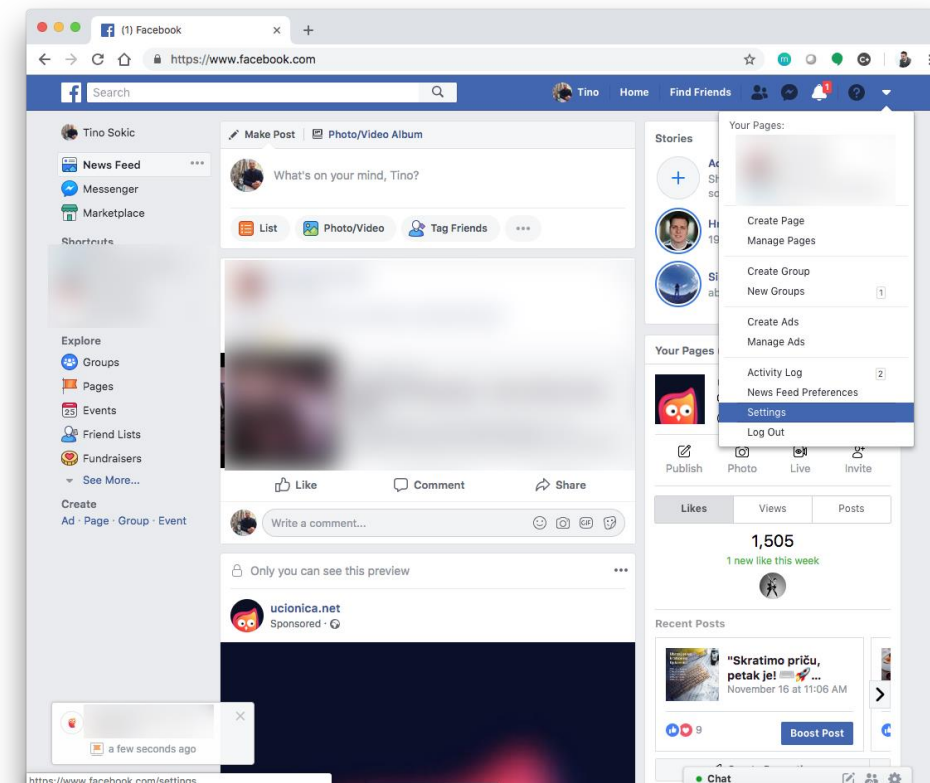 (1) Facebook
https://www.facebook.com
Search
Tino
Home
Find Friends
1
Tino Sokic
News Feed
Messenger
Marketplace
Shortcuts
Explore
Groups
Pages
25
Events
Friend Lists
Fundraisers
See More...
Create
Ad · Page · Group · Event
a few seconds ago
https://www.facebook.com/settings
Make Post
Photo/Video Album
What's on your mind, Tino?
List
Photo/Video
Tag Friends
Like
Comment
Share
Write a comment...
GIF
Only you can see this preview
ucionica.net
Sponsored ·
Stories
Your Pages
Your Pages:
Create Page
Manage Pages
Create Group
New Groups 1
Create Ads
Manage Ads
Activity Log 2
News Feed Preferences
Settings
Log Out
Publish
Photo
Live
Invite
Likes
Views
Posts
1,505
1 new like this week
Recent Posts
"Skratimo priču,
petak je! ...
November 16 at 11:06 AM
9
Boost Post
Chat